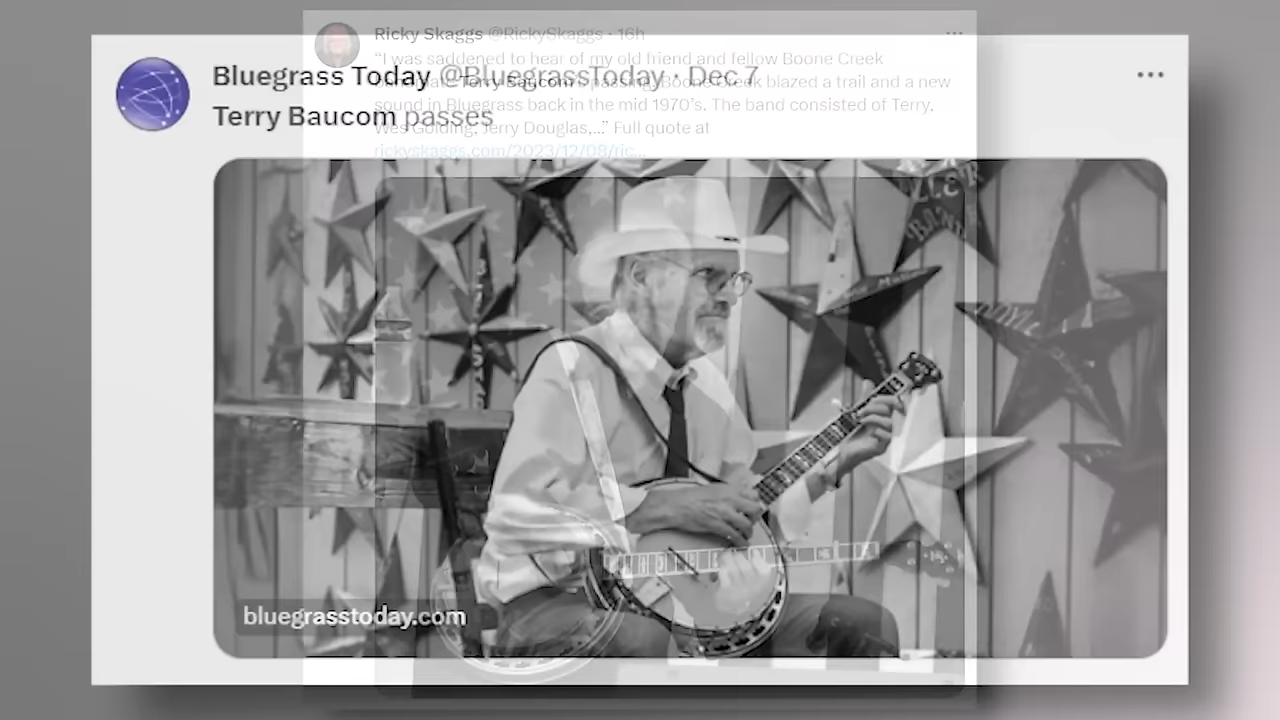 Ricky Skaggs @RickySkaggs · 16h
“I was saddened to hear of my old friend and fellow Boone Creek
bandmate Terry Baucom's passing. Boone Creek blazed a trail and a new
sound in Bluegrass back in the mid 1970’s. The band consisted of Terry,
Wes Golding, Jerry Douglas,...” Full quote at
rickyskaggs.com/2023/12/08/ric...
Bluegrass Today @BluegrassToday · Dec 7
Terry Baucom passes
bluegrasstoday.com